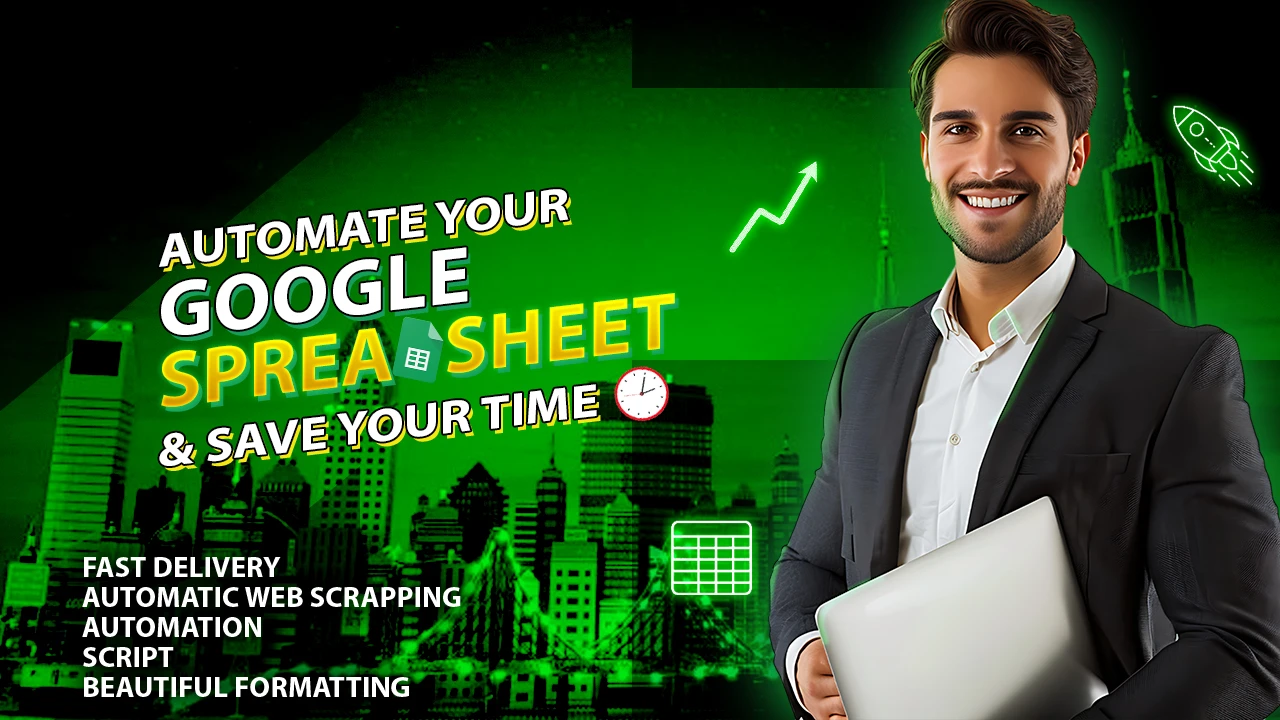 AUTOMATE YOUR
GOOGLE
SPREA SHEET
& SAVE YOUR TIME
FAST DELIVERY
AUTOMATIC WEB SCRAPPING
AUTOMATION
SCRIPT
BEAUTIFUL FORMATTING